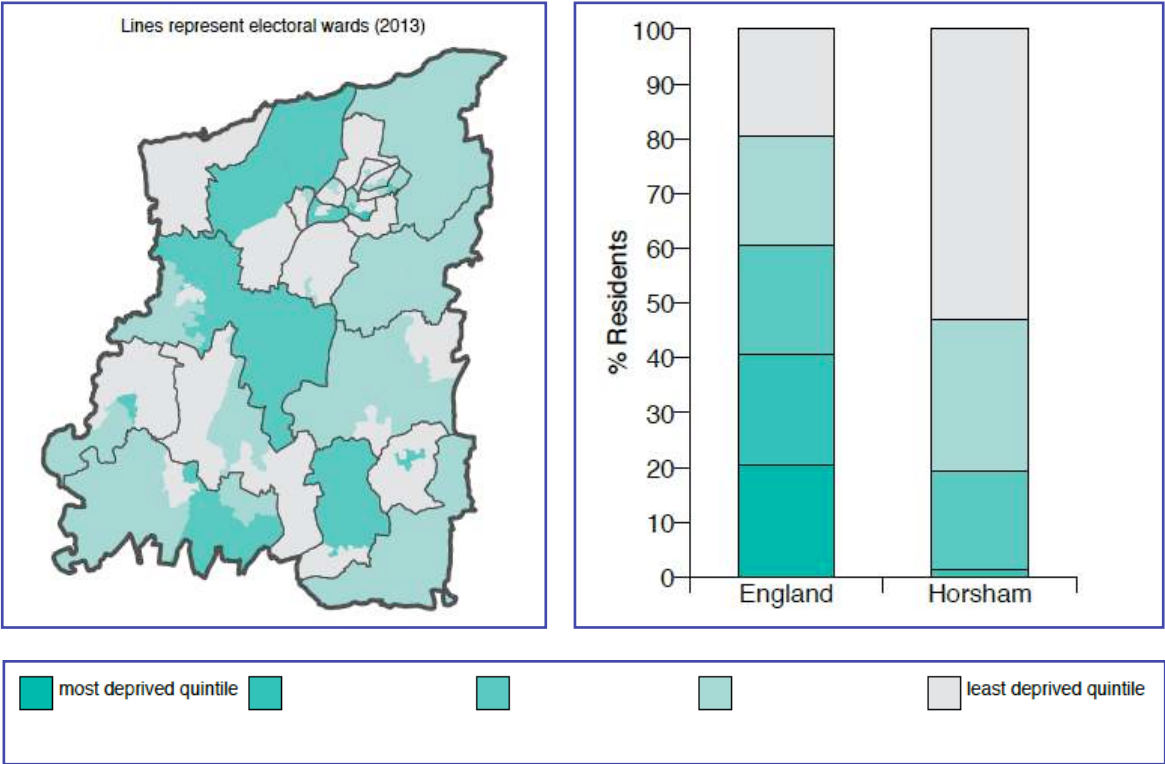 Lines represent electoral wards (2013)
% Residents
100
90
80
70
60
50
40
30
20
10
0
England
Horsham
most deprived quintile
least deprived quintile